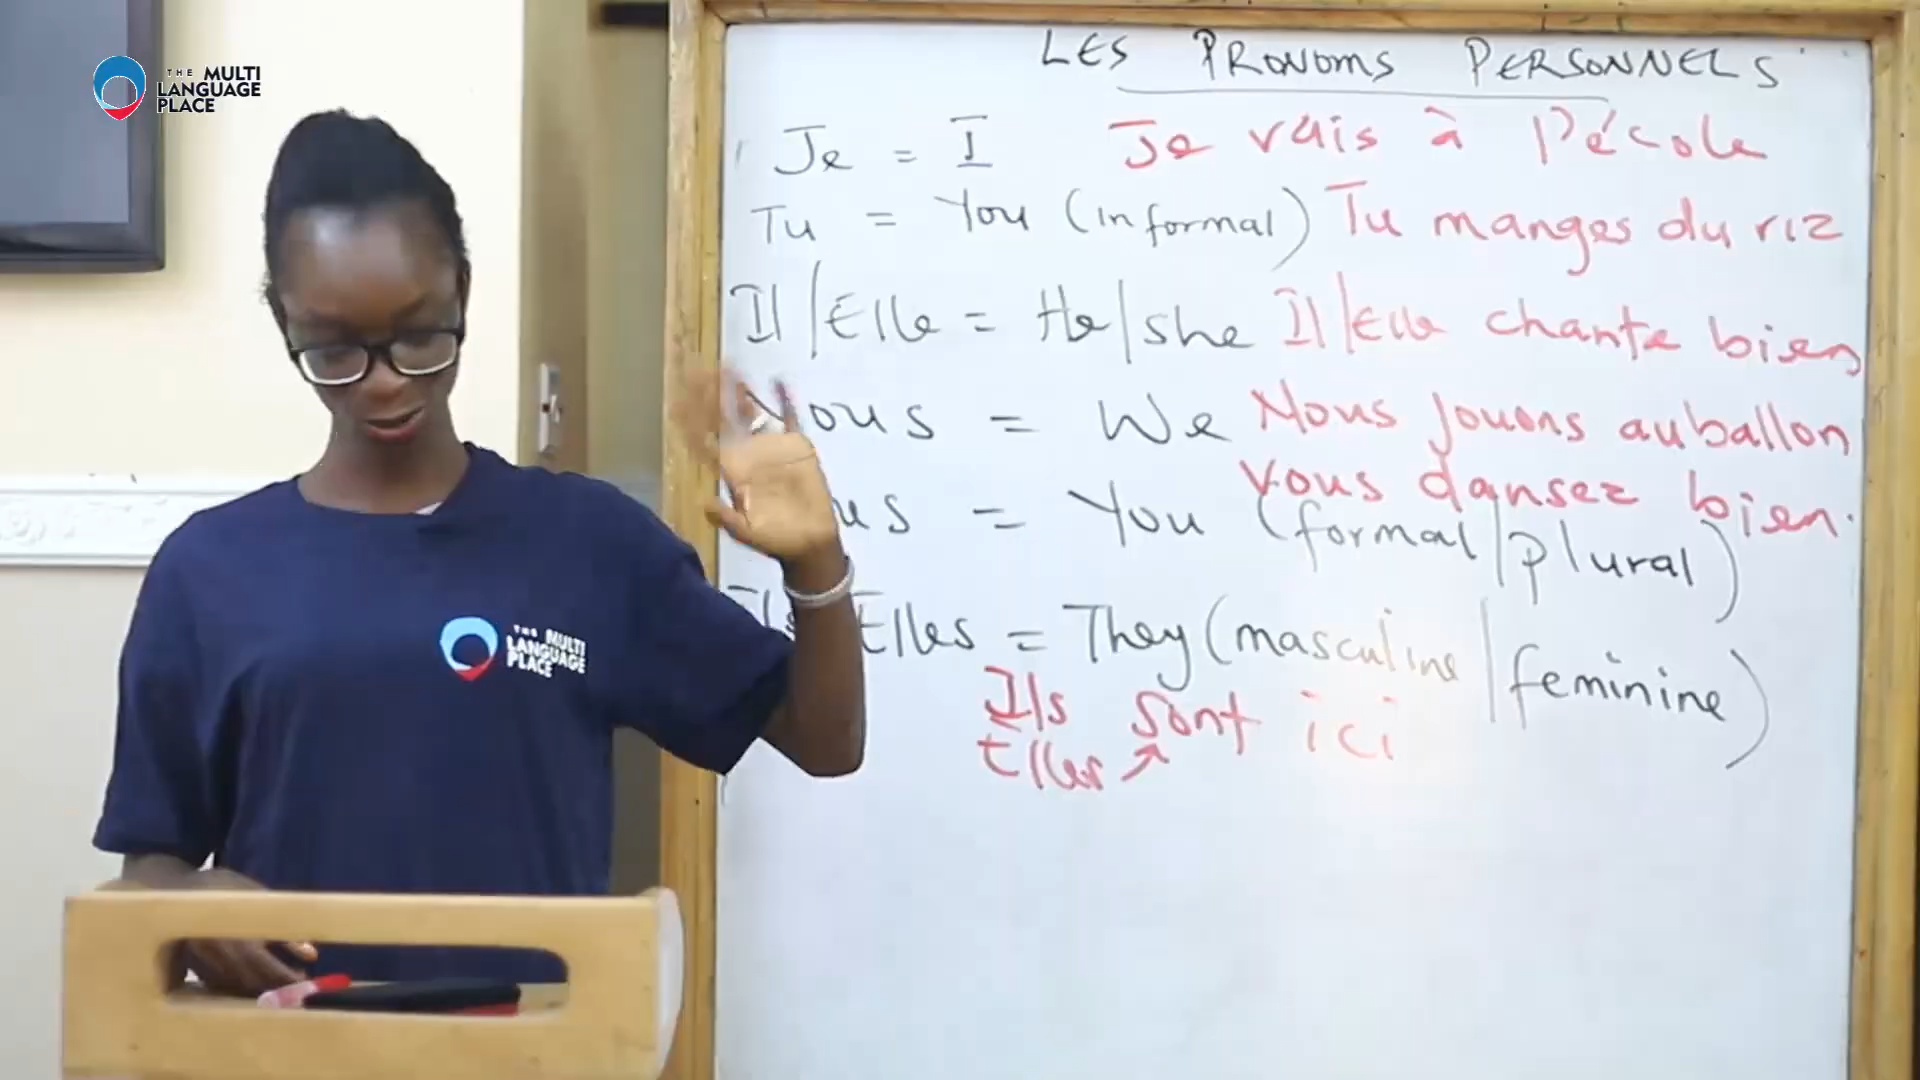 THE MULTI
LANGUAGE
PLACE
LES PRONOMS PERSONNELS
Je = I Je vais à l'école
Tu = You (informal) Tu manges du riz
Il/Elle = He/she Il/Elle chante bien
Nous = We Nous jouons au ballon
Vous dansez bien.
= You (formal/plural)
Ils Elles = They (masculine/feminine)
Ils sont ici
Elles
THE MULTI
LANGUAGE
PLACE